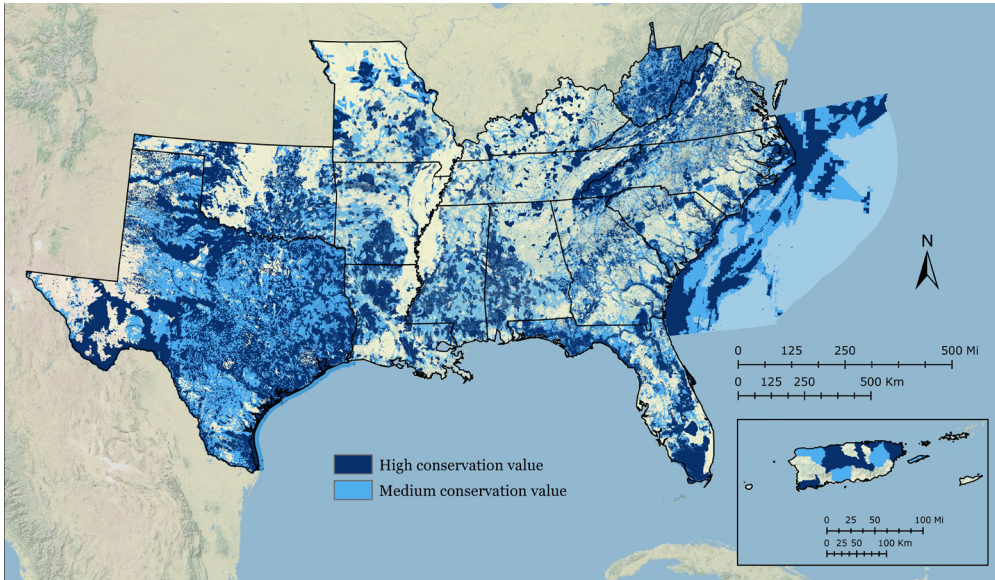 N
0 125 250 500 Mi
0 125 250 500 Km
High conservation value
Medium conservation value
0 25 50 100 Mi
0 25 50 100 Km